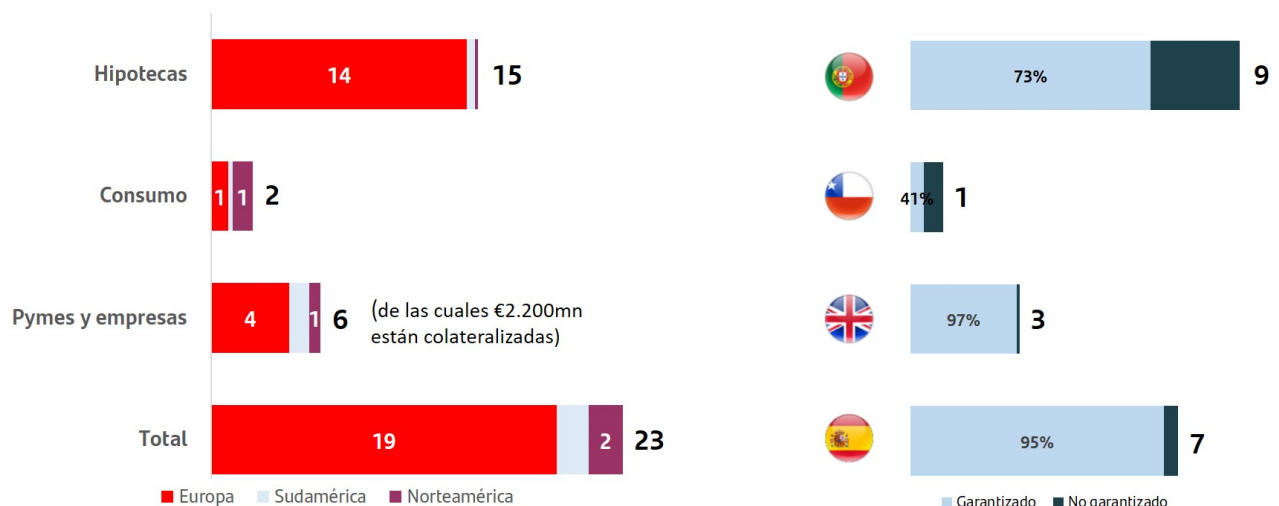 Hipotecas
14
15
Consumo
1
1
2
Pymes y empresas
4
1
6
(de las cuales €2.200mn
están colateralizadas)
Total
19
2
23
Europa
Sudamérica
Norteamérica
73%
9
41%
1
97%
3
95%
7
Garantizado
No garantizado